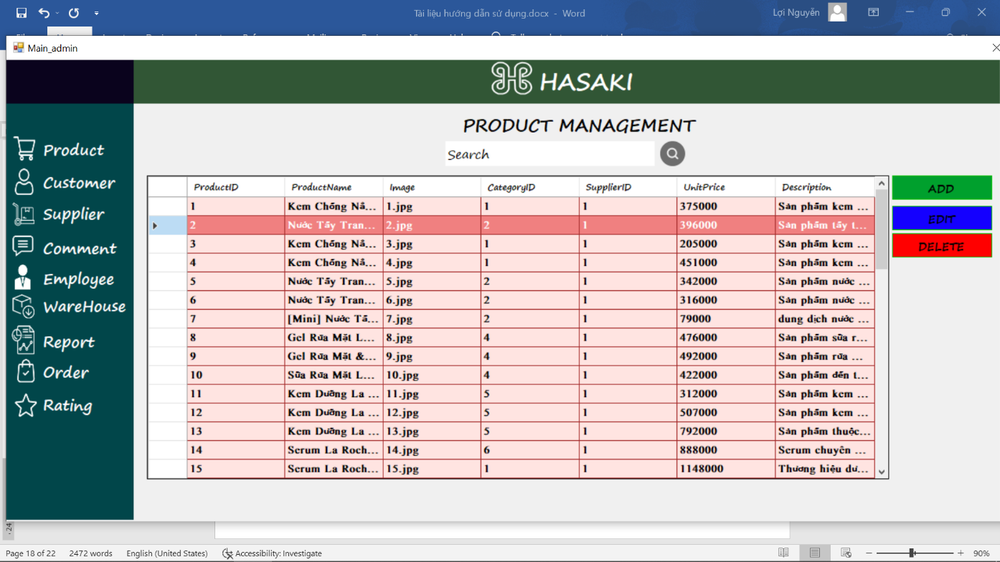 Tài liệu hướng dẫn sử dụng.docx - Word
Lợi Nguyễn
Main_admin
HASAKI
PRODUCT MANAGEMENT
Search
Product
Customer
Supplier
Comment
Employee
WareHouse
Report
Order
Rating
ProductID ProductName Image CategoryID SupplierID UnitPrice Description
1 Kem Chống Nắ... 1.jpg 1 1 375000 Sản phẩm kem ...
2 Nước Tẩy Tran... 2.jpg 2 1 396000 Sản phẩm tẩy t...
3 Kem Chống Nắ... 3.jpg 1 1 205000 Sản phẩm kem ...
4 Kem Chống Nắ... 4.jpg 1 1 451000 Sản phẩm kem ...
5 Nước Tẩy Tran... 5.jpg 2 1 342000 Sản phẩm nước ...
6 Nước Tẩy Tran... 6.jpg 2 1 316000 Sản phẩm nước ...
7 [Mini] Nước Tẩ... 7.jpg 2 1 79000 dung dịch nước ...
8 Gel Rửa Mặt L... 8.jpg 4 1 476000 Sản phẩm sữa r...
9 Gel Rửa Mặt &... 9.jpg 4 1 492000 Sản phẩm rửa ...
10 Sữa Rửa Mặt L... 10.jpg 4 1 422000 Sản phẩm đến t...
11 Kem Dưỡng La ... 11.jpg 5 1 312000 Sản phẩm kem ...
12 Kem Dưỡng La ... 12.jpg 5 1 507000 Sản phẩm kem ...
13 Kem Dưỡng La ... 13.jpg 5 1 792000 Sản phẩm thuộc...
14 Serum La Roch... 14.jpg 6 1 888000 Serum chuyên ...
15 Serum La Roch... 15.jpg 1 1 1148000 Thương hiệu dư...
ADD
EDIT
DELETE
24
Page 18 of 22 2472 words English (United States) Accessibility: Investigate 90%